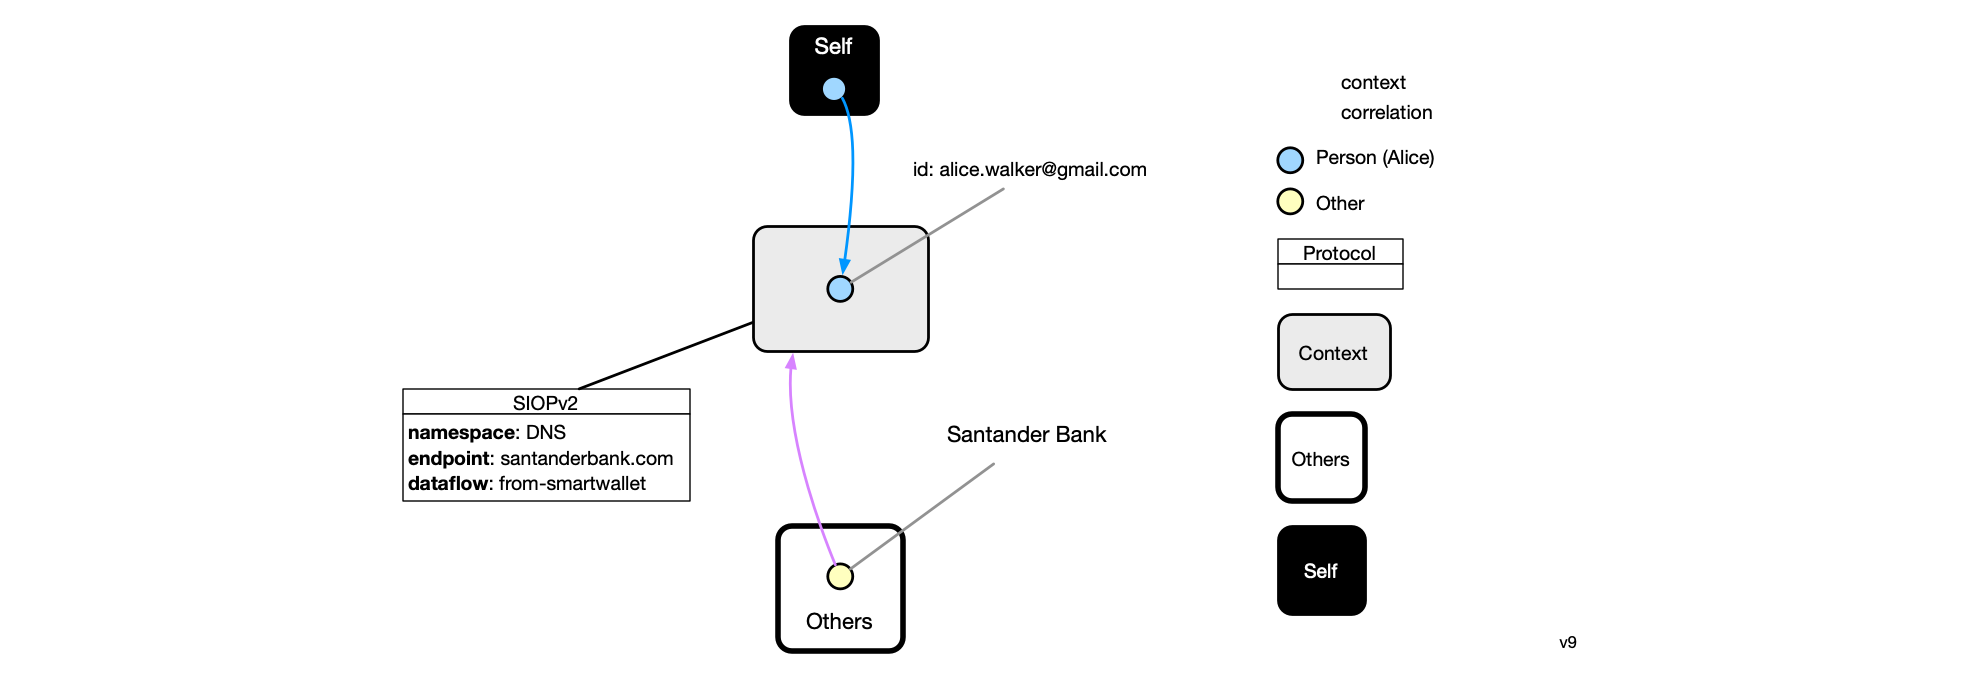 Self
id: alice.walker@gmail.com
SIOPv2
namespace: DNS
endpoint: santanderbank.com
dataflow: from-smartwallet
Santander Bank
Others
context
correlation
Person (Alice)
Other
Protocol
Context
Others
Self
v9